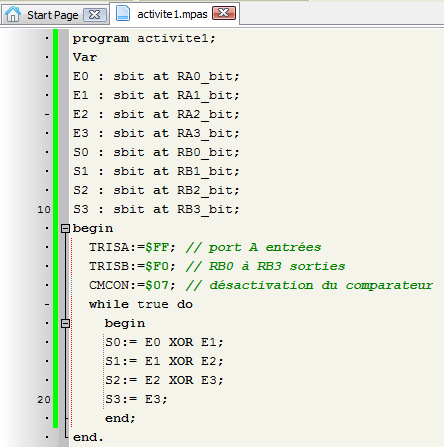 Start Page
activite1.mpas
program activite1;
Var
E0 : sbit at RA0_bit;
E1 : sbit at RA1_bit;
E2 : sbit at RA2_bit;
E3 : sbit at RA3_bit;
S0 : sbit at RB0_bit;
S1 : sbit at RB1_bit;
S2 : sbit at RB2_bit;
10 S3 : sbit at RB3_bit;
begin
TRISA:=$FF; // port A entrées
TRISB:=$F0; // RB0 à RB3 sorties
CMCON:=$07; // désactivation du comparateur
while true do
begin
S0:= E0 XOR E1;
S1:= E1 XOR E2;
S2:= E2 XOR E3;
20 S3:= E3;
end;
end.